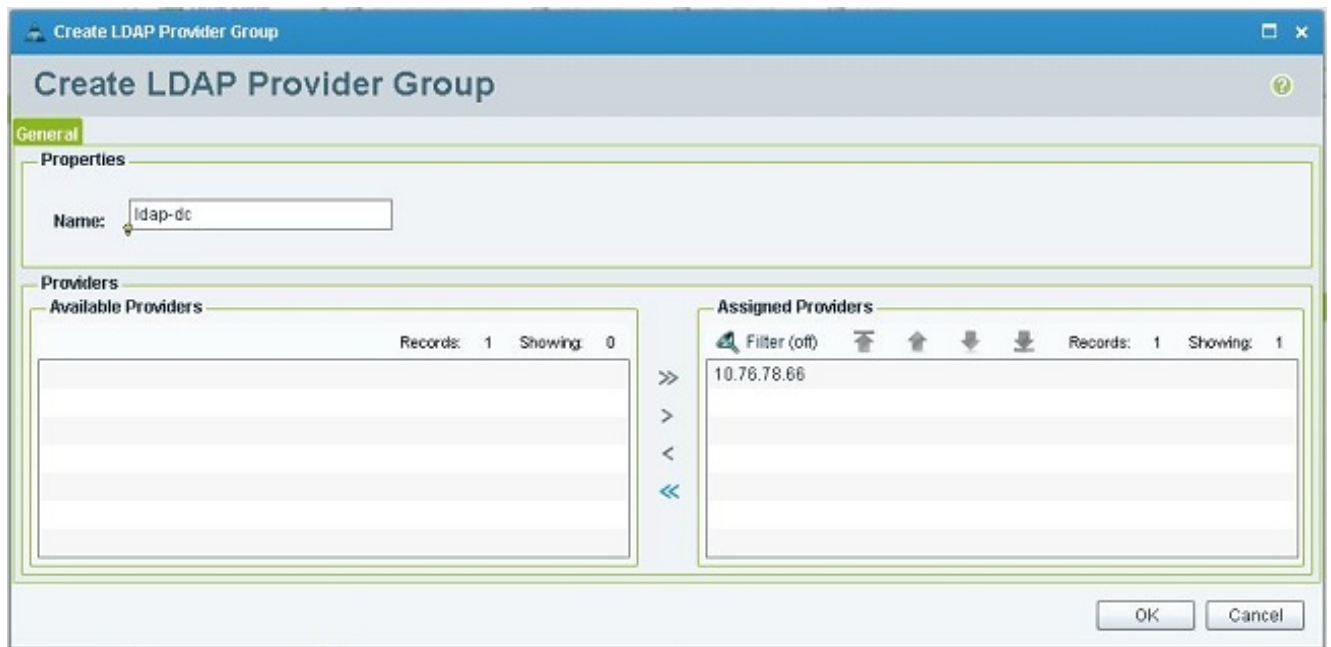 Create LDAP Provider Group
Create LDAP Provider Group
General
Properties
Name:
ldap-dc
Providers
Available Providers
Records: 1 Showing: 0
Assigned Providers
Filter (off)
Records: 1 Showing: 1
10.76.78.66
OK
Cancel